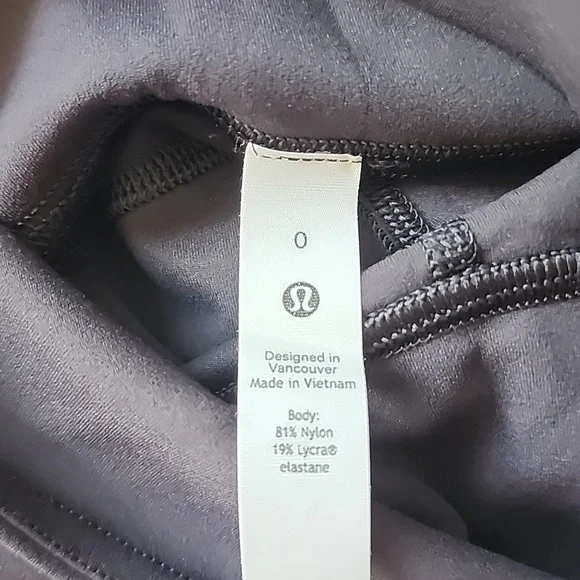 0
Designed in
Vancouver
Made in Vietnam
Body:
81% Nylon
19% Lycra®
elastane